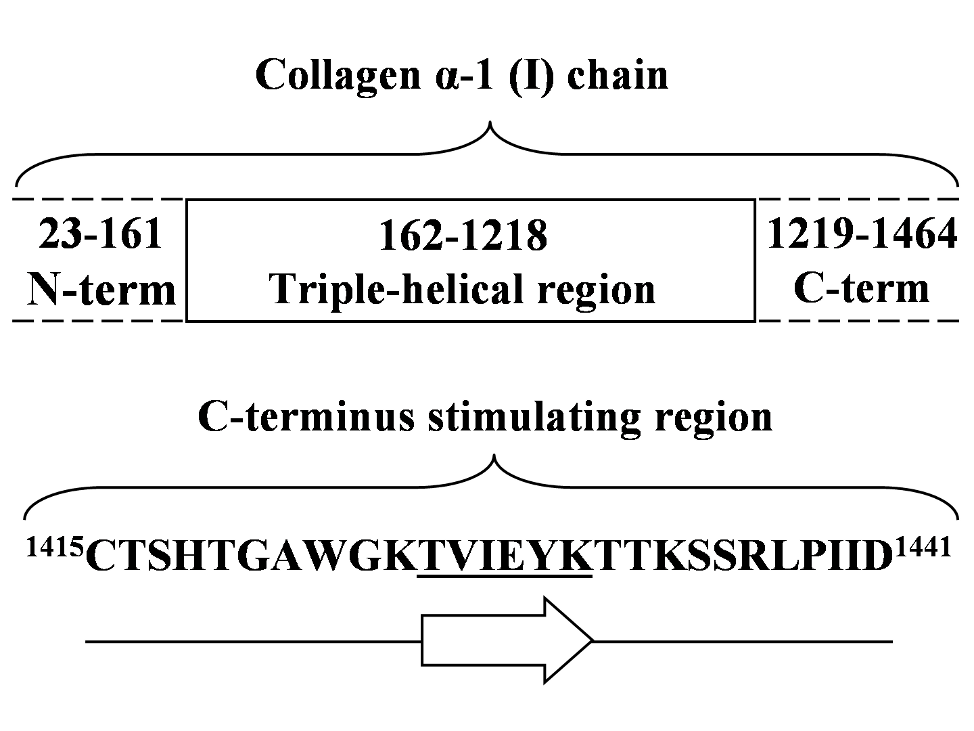 Collagen α-1 (I) chain
23-161 162-1218 1219-1464
N-term Triple-helical region C-term
C-terminus stimulating region
1415CTSHTGAWGKTVIEYKTTKSSRLPIID1441